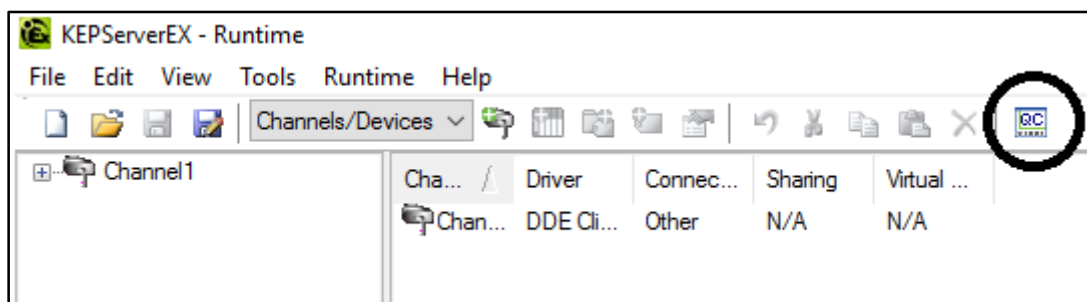 KEPServerEX - Runtime
File Edit View Tools Runtime Help
Channels/Devices QC
Channel1
Cha... Driver Connec... Sharing Virtual ...
Chan... DDE Cli... Other N/A N/A